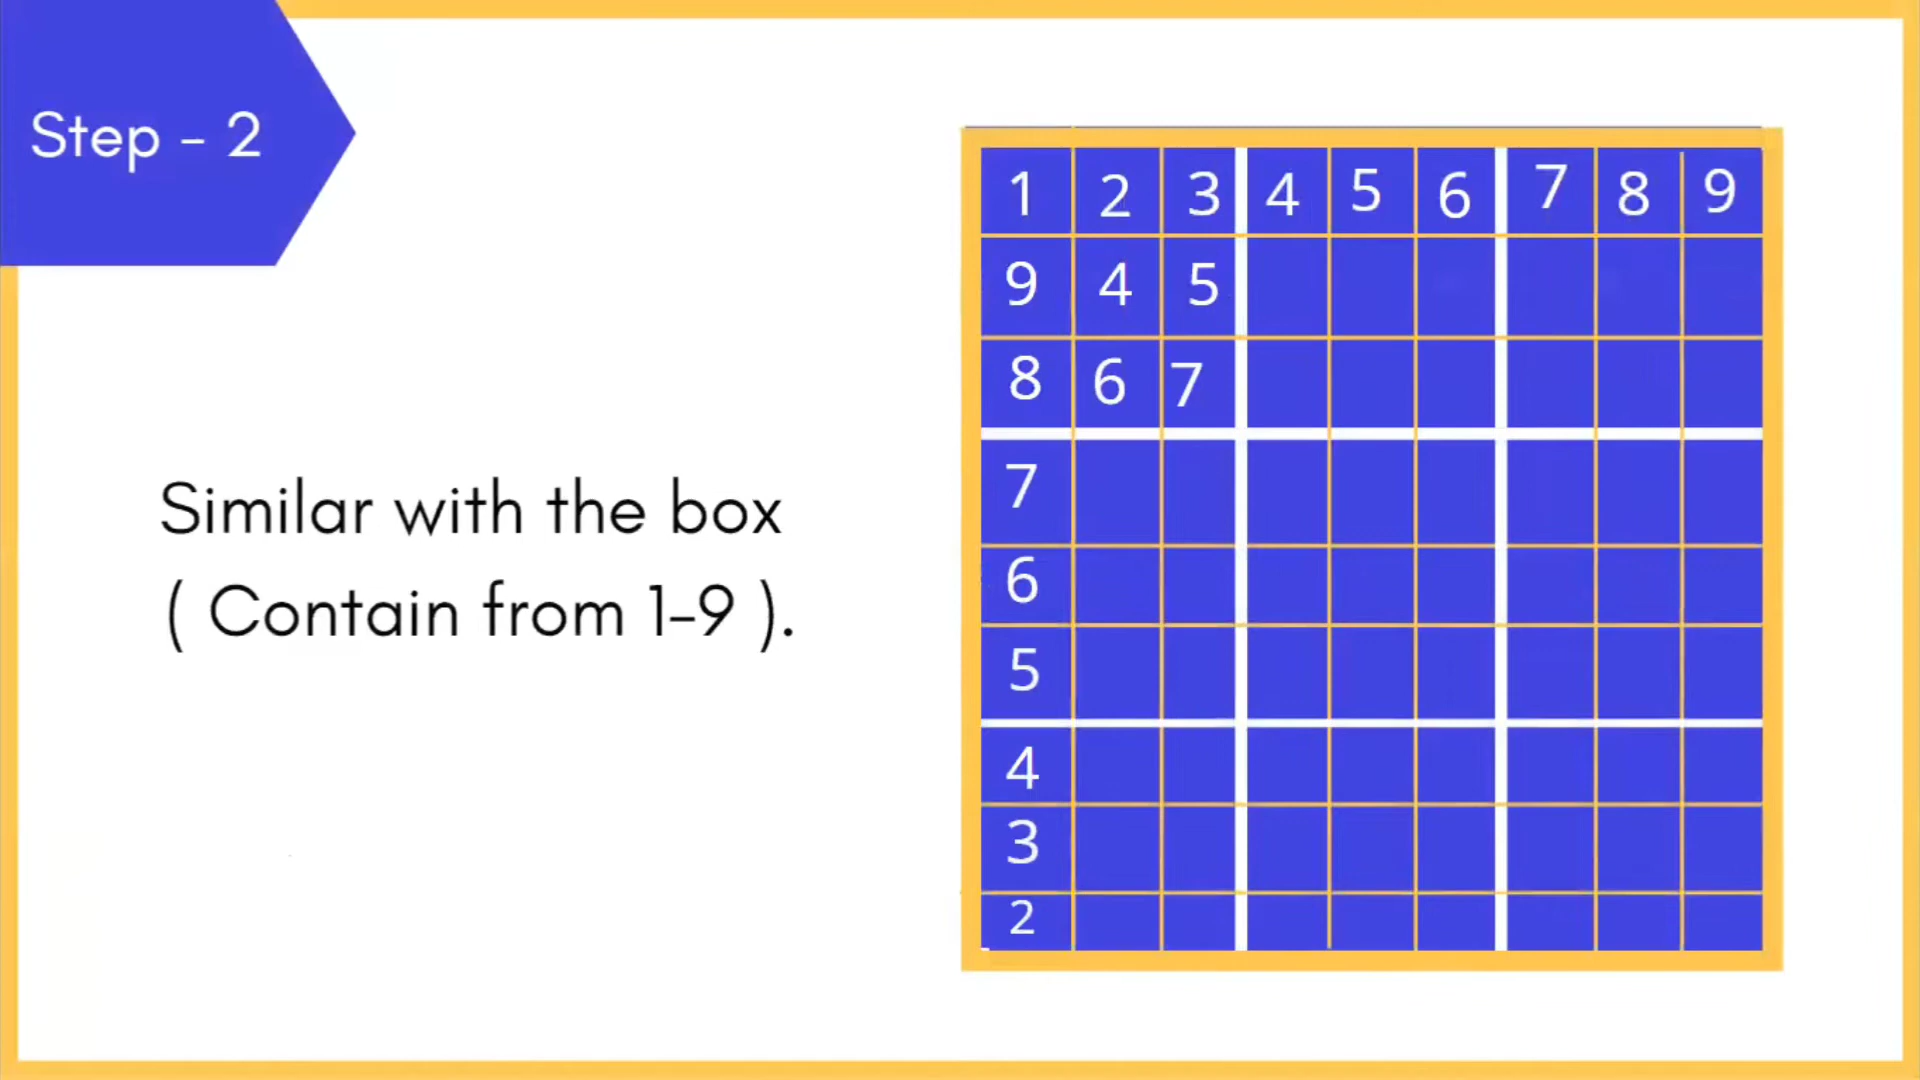 Step - 2
Similar with the box
( Contain from 1-9 ).
1 2 3 4 5 6 7 8 9
9 4 5
8 6 7
7
6
5
4
3
2